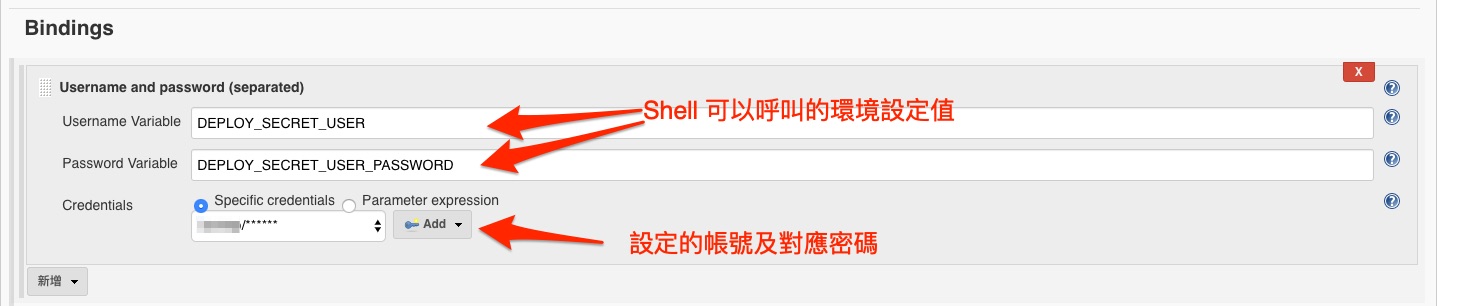 Bindings
X
Username and password (separated)
Username Variable DEPLOY_SECRET_USER
Shell 可以呼叫的環境設定值
Password Variable DEPLOY_SECRET_USER_PASSWORD
Credentials Specific credentials Parameter expression
/****** Add
設定的帳號及對應密碼
新增